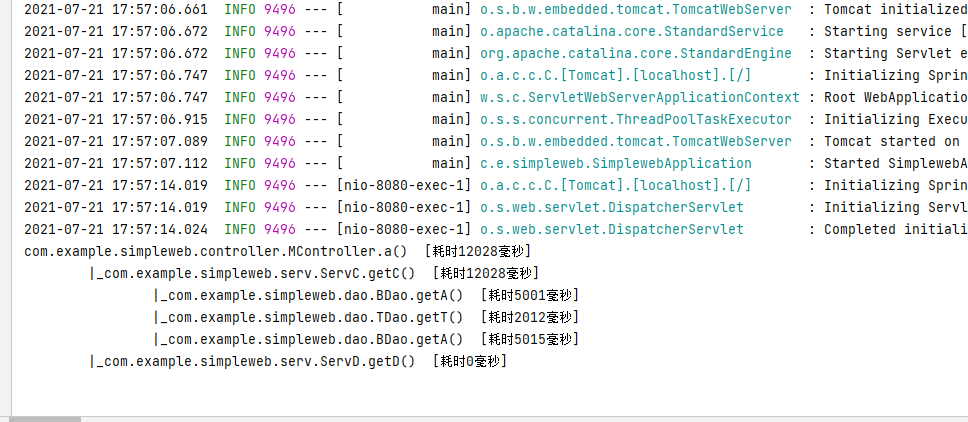 2021-07-21 17:57:06.661  INFO 9496 --- [           main] o.s.b.w.embedded.tomcat.TomcatWebServer  : Tomcat initialized
2021-07-21 17:57:06.672  INFO 9496 --- [           main] o.apache.catalina.core.StandardService   : Starting service [
2021-07-21 17:57:06.672  INFO 9496 --- [           main] org.apache.catalina.core.StandardEngine  : Starting Servlet e
2021-07-21 17:57:06.747  INFO 9496 --- [           main] o.a.c.c.C.[Tomcat].[localhost].[/]       : Initializing Sprin
2021-07-21 17:57:06.747  INFO 9496 --- [           main] w.s.c.ServletWebServerApplicationContext : Root WebApplicatio
2021-07-21 17:57:06.915  INFO 9496 --- [           main] o.s.s.concurrent.ThreadPoolTaskExecutor  : Initializing Execu
2021-07-21 17:57:07.089  INFO 9496 --- [           main] o.s.b.w.embedded.tomcat.TomcatWebServer  : Tomcat started on
2021-07-21 17:57:07.112  INFO 9496 --- [           main] c.e.simpleweb.SimplewebApplication       : Started SimplewebA
2021-07-21 17:57:14.019  INFO 9496 --- [nio-8080-exec-1] o.a.c.c.C.[Tomcat].[localhost].[/]       : Initializing Sprin
2021-07-21 17:57:14.019  INFO 9496 --- [nio-8080-exec-1] o.s.web.servlet.DispatcherServlet        : Initializing Servl
2021-07-21 17:57:14.024  INFO 9496 --- [nio-8080-exec-1] o.s.web.servlet.DispatcherServlet        : Completed initiali
com.example.simpleweb.controller.MController.a()  [耗时12028毫秒]
        |_com.example.simpleweb.serv.ServC.getC()  [耗时12028毫秒]
                |_com.example.simpleweb.dao.BDao.getA()  [耗时5001毫秒]
                |_com.example.simpleweb.dao.TDao.getT()  [耗时2012毫秒]
                |_com.example.simpleweb.dao.BDao.getA()  [耗时5015毫秒]
        |_com.example.simpleweb.serv.ServD.getD()  [耗时0毫秒]